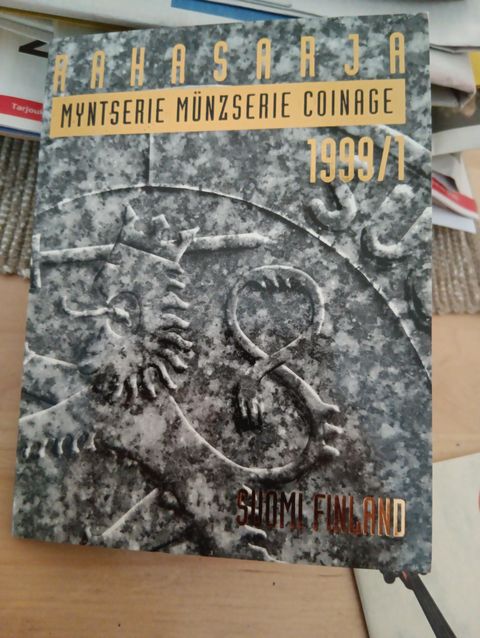 RAHASARJA
MYNTSERIE MÜNZSERIE COINAGE
1999/1
SUOMI FINLAND